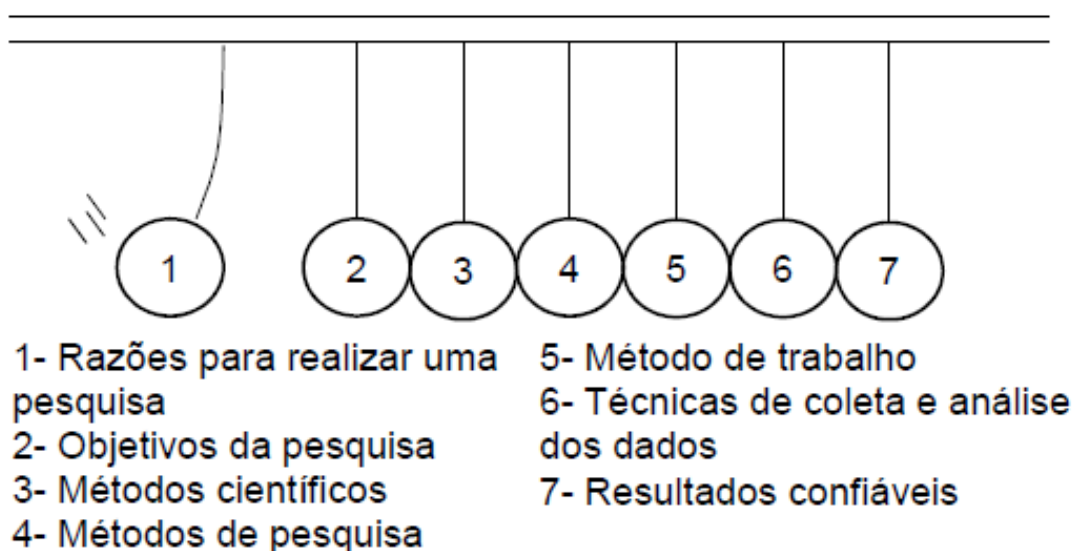 1
2
3
4
5
6
7
1- Razões para realizar uma
pesquisa
2- Objetivos da pesquisa
3- Métodos científicos
4- Métodos de pesquisa
5- Método de trabalho
6- Técnicas de coleta e análise
dos dados
7- Resultados confiáveis